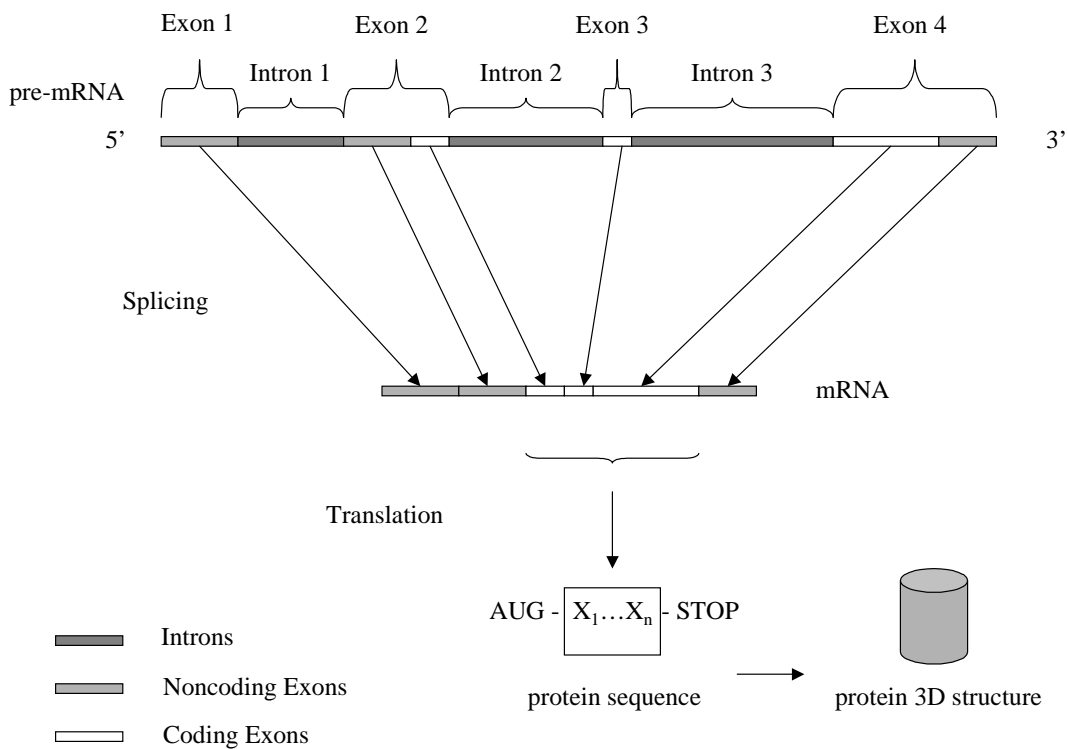 Exon 1
Exon 2
Exon 3
Exon 4
Intron 1
Intron 2
Intron 3
pre-mRNA
5’
3’
Splicing
mRNA
Translation
AUG - X₁…Xₙ - STOP
protein sequence
protein 3D structure
Introns
Noncoding Exons
Coding Exons